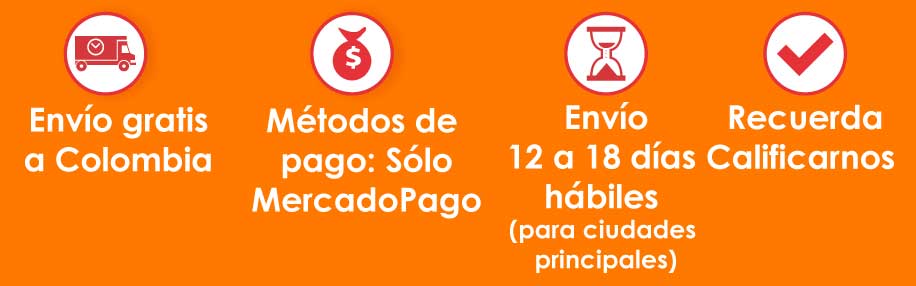 Envío gratis
a Colombia
Métodos de
pago: Sólo
MercadoPago
Envío
12 a 18 días
hábiles
(para ciudades
principales)
Recuerda
Calificarnos